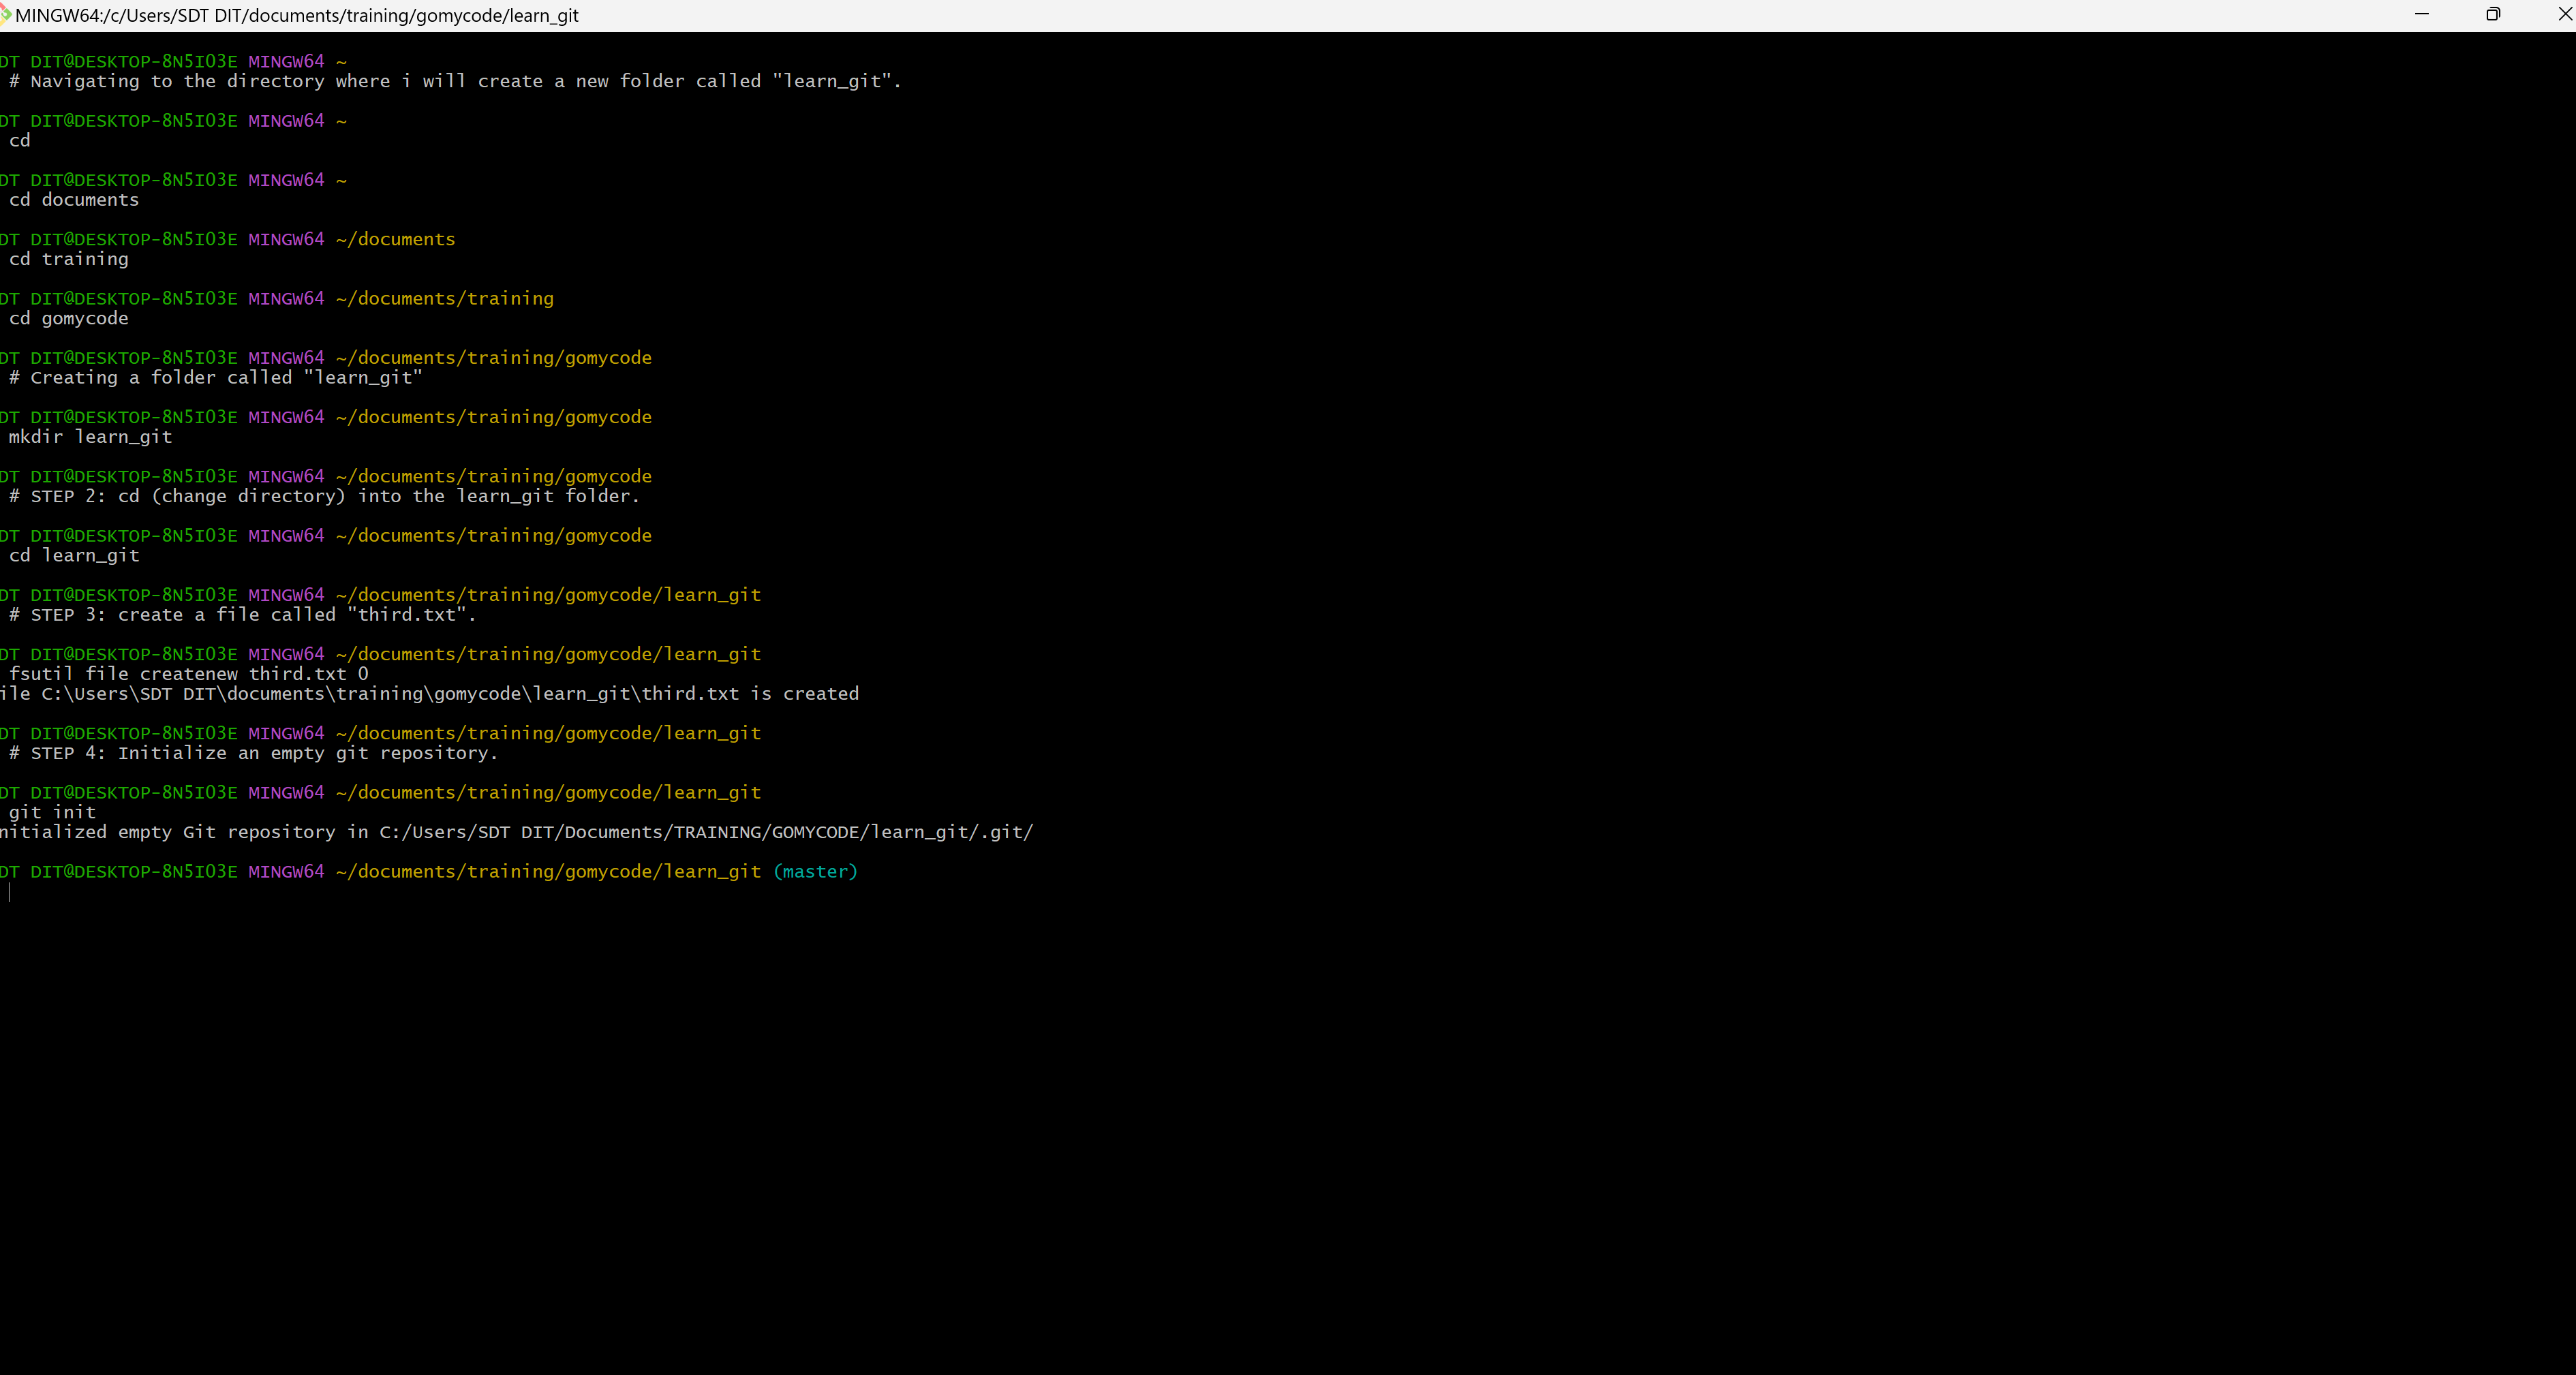 MINGW64:/c/Users/SDT DIT/documents/training/gomycode/learn_git
DT DIT@DESKTOP-8N5I03E MINGW64 ~
# Navigating to the directory where i will create a new folder called "learn_git".
DT DIT@DESKTOP-8N5I03E MINGW64 ~
cd
DT DIT@DESKTOP-8N5I03E MINGW64 ~
cd documents
DT DIT@DESKTOP-8N5I03E MINGW64 ~/documents
cd training
DT DIT@DESKTOP-8N5I03E MINGW64 ~/documents/training
cd gomycode
DT DIT@DESKTOP-8N5I03E MINGW64 ~/documents/training/gomycode
# Creating a folder called "learn_git"
DT DIT@DESKTOP-8N5I03E MINGW64 ~/documents/training/gomycode
mkdir learn_git
DT DIT@DESKTOP-8N5I03E MINGW64 ~/documents/training/gomycode
# STEP 2: cd (change directory) into the learn_git folder.
DT DIT@DESKTOP-8N5I03E MINGW64 ~/documents/training/gomycode
cd learn_git
DT DIT@DESKTOP-8N5I03E MINGW64 ~/documents/training/gomycode/learn_git
# STEP 3: create a file called "third.txt".
DT DIT@DESKTOP-8N5I03E MINGW64 ~/documents/training/gomycode/learn_git
fsutil file createnew third.txt 0
ile C:\Users\SDT DIT\documents\training\gomycode\learn_git\third.txt is created
DT DIT@DESKTOP-8N5I03E MINGW64 ~/documents/training/gomycode/learn_git
# STEP 4: Initialize an empty git repository.
DT DIT@DESKTOP-8N5I03E MINGW64 ~/documents/training/gomycode/learn_git
git init
nitialized empty Git repository in C:/Users/SDT DIT/Documents/TRAINING/GOMYCODE/learn_git/.git/
DT DIT@DESKTOP-8N5I03E MINGW64 ~/documents/training/gomycode/learn_git (master)